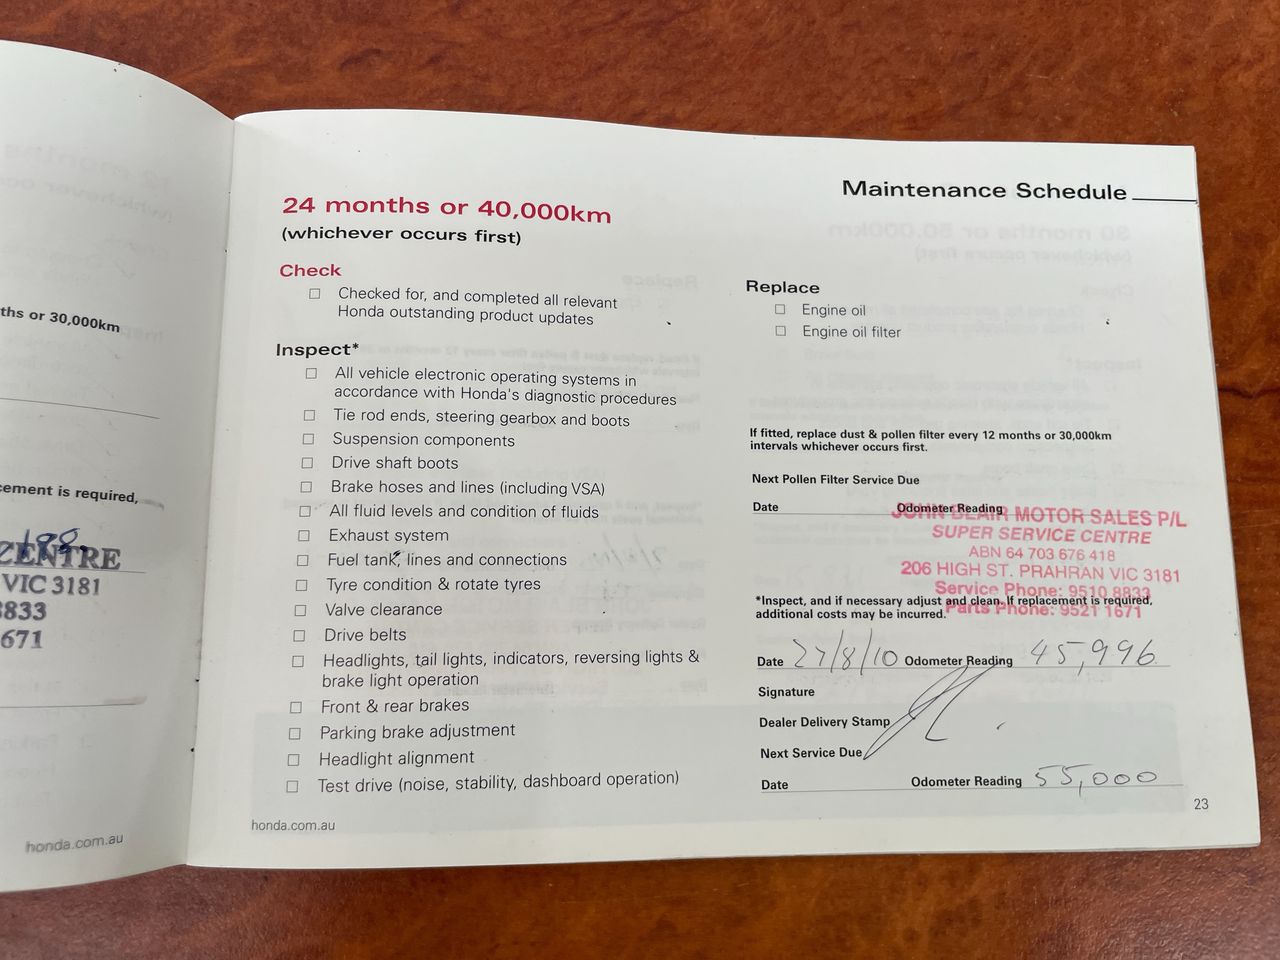 ths or 30,000km
cement is required,
198.
CENTRE
VIC 3181
8833
671
honda.com.au
Maintenance Schedule
24 months or 40,000km
(whichever occurs first)
Check
Checked for, and completed all relevant
Honda outstanding product updates
Inspect*
All vehicle electronic operating systems in
accordance with Honda's diagnostic procedures
Tie rod ends, steering gearbox and boots
Suspension components
Drive shaft boots
Brake hoses and lines (including VSA)
All fluid levels and condition of fluids
Exhaust system
Fuel tank, lines and connections
Tyre condition & rotate tyres
Valve clearance
Drive belts
Headlights, tail lights, indicators, reversing lights &
brake light operation
Front & rear brakes
Parking brake adjustment
Headlight alignment
Test drive (noise, stability, dashboard operation)
honda.com.au
Replace
Engine oil
Engine oil filter
If fitted, replace dust & pollen filter every 12 months or 30,000km
intervals whichever occurs first.
Next Pollen Filter Service Due
Date Odometer Reading
JOHN BLAIR MOTOR SALES P/L
SUPER SERVICE CENTRE
ABN 64 703 676 418
206 HIGH ST. PRAHRAN VIC 3181
Service Phone: 9510 8833
Parts Phone: 9521 1671
*Inspect, and if necessary adjust and clean. If replacement is required,
additional costs may be incurred.
Date 27/8/10 Odometer Reading 45,996
Signature
Dealer Delivery Stamp
Next Service Due
Date Odometer Reading 55,000
23